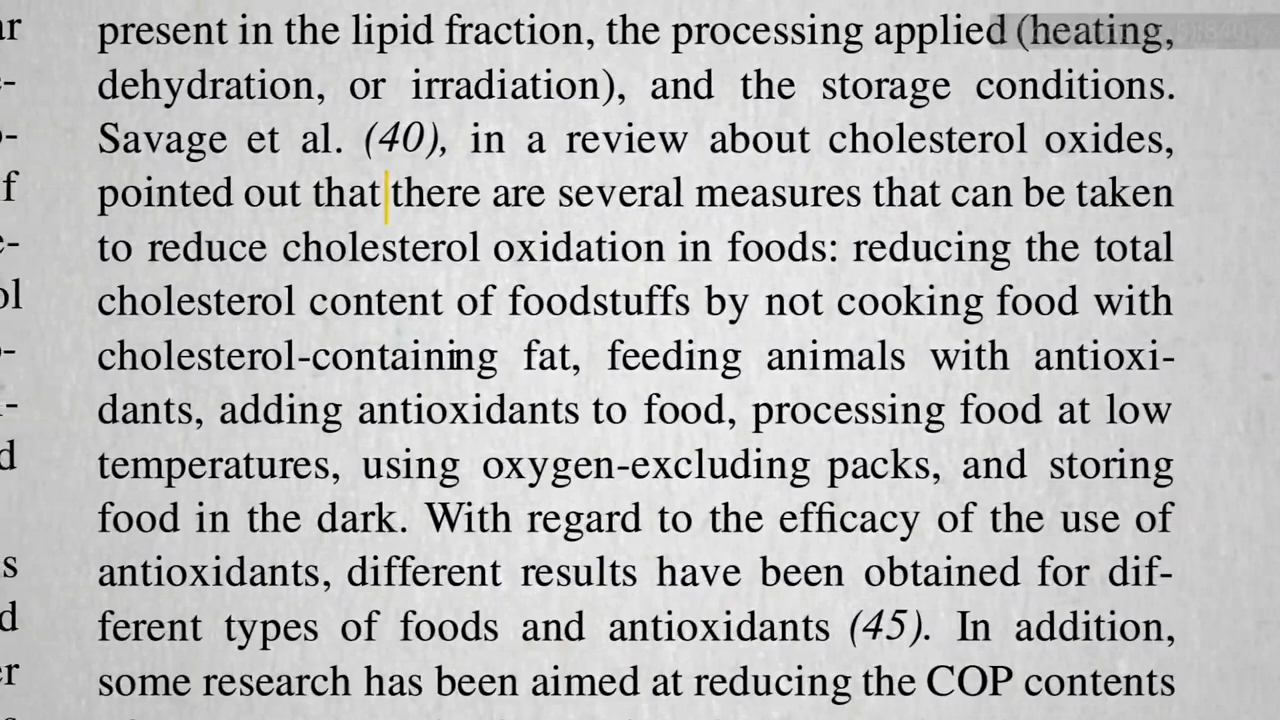 present in the lipid fraction, the processing applied (heating,
dehydration, or irradiation), and the storage conditions.
Savage et al. (40), in a review about cholesterol oxides,
pointed out that there are several measures that can be taken
to reduce cholesterol oxidation in foods: reducing the total
cholesterol content of foodstuffs by not cooking food with
cholesterol-containing fat, feeding animals with antioxi-
dants, adding antioxidants to food, processing food at low
temperatures, using oxygen-excluding packs, and storing
food in the dark. With regard to the efficacy of the use of
antioxidants, different results have been obtained for dif-
ferent types of foods and antioxidants (45). In addition,
some research has been aimed at reducing the COP contents